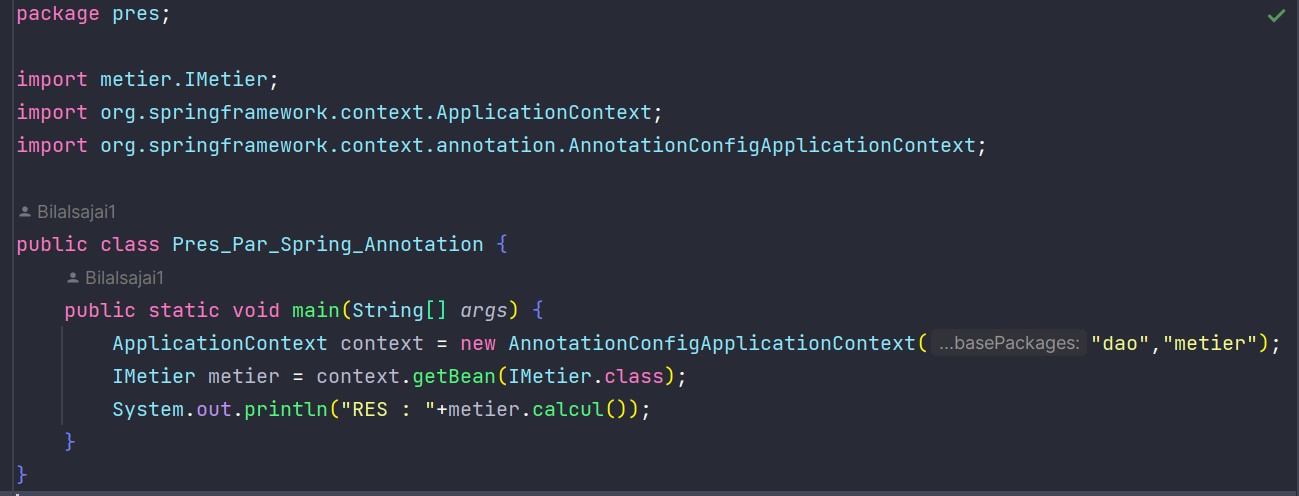 package pres;
import metier.IMetier;
import org.springframework.context.ApplicationContext;
import org.springframework.context.annotation.AnnotationConfigApplicationContext;
Bilalsajai1
public class Pres_Par_Spring_Annotation {
Bilalsajai1
public static void main(String[] args) {
ApplicationContext context = new AnnotationConfigApplicationContext( ...basePackages: "dao","metier");
IMetier metier = context.getBean(IMetier.class);
System.out.println("RES : "+metier.calcul());
}
}